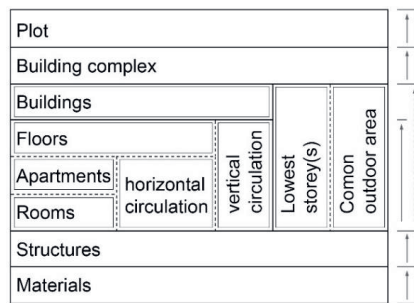 Plot
Building complex
Buildings
Floors
Apartments
Rooms
horizontal
circulation
vertical
circulation
Lowest
storey(s)
Comon
outdoor area
Structures
Materials